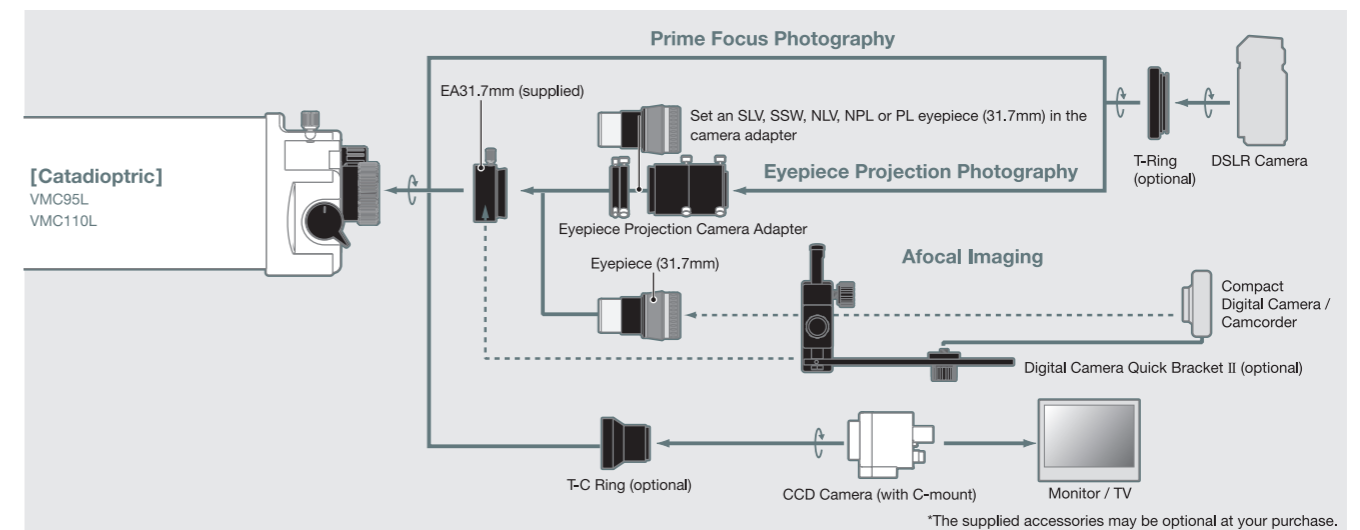 Prime Focus Photography
EA31.7mm (supplied)
Set an SLV, SSW, NLV, NPL or PL eyepiece (31.7mm) in the
camera adapter
[Catadioptric]
VMC95L
VMC110L
T-Ring
(optional)
DSLR Camera
Eyepiece Projection Photography
Eyepiece Projection Camera Adapter
Afocal Imaging
Eyepiece (31.7mm)
Compact
Digital Camera /
Camcorder
Digital Camera Quick Bracket II (optional)
T-C Ring (optional)
CCD Camera (with C-mount)
Monitor / TV
*The supplied accessories may be optional at your purchase.